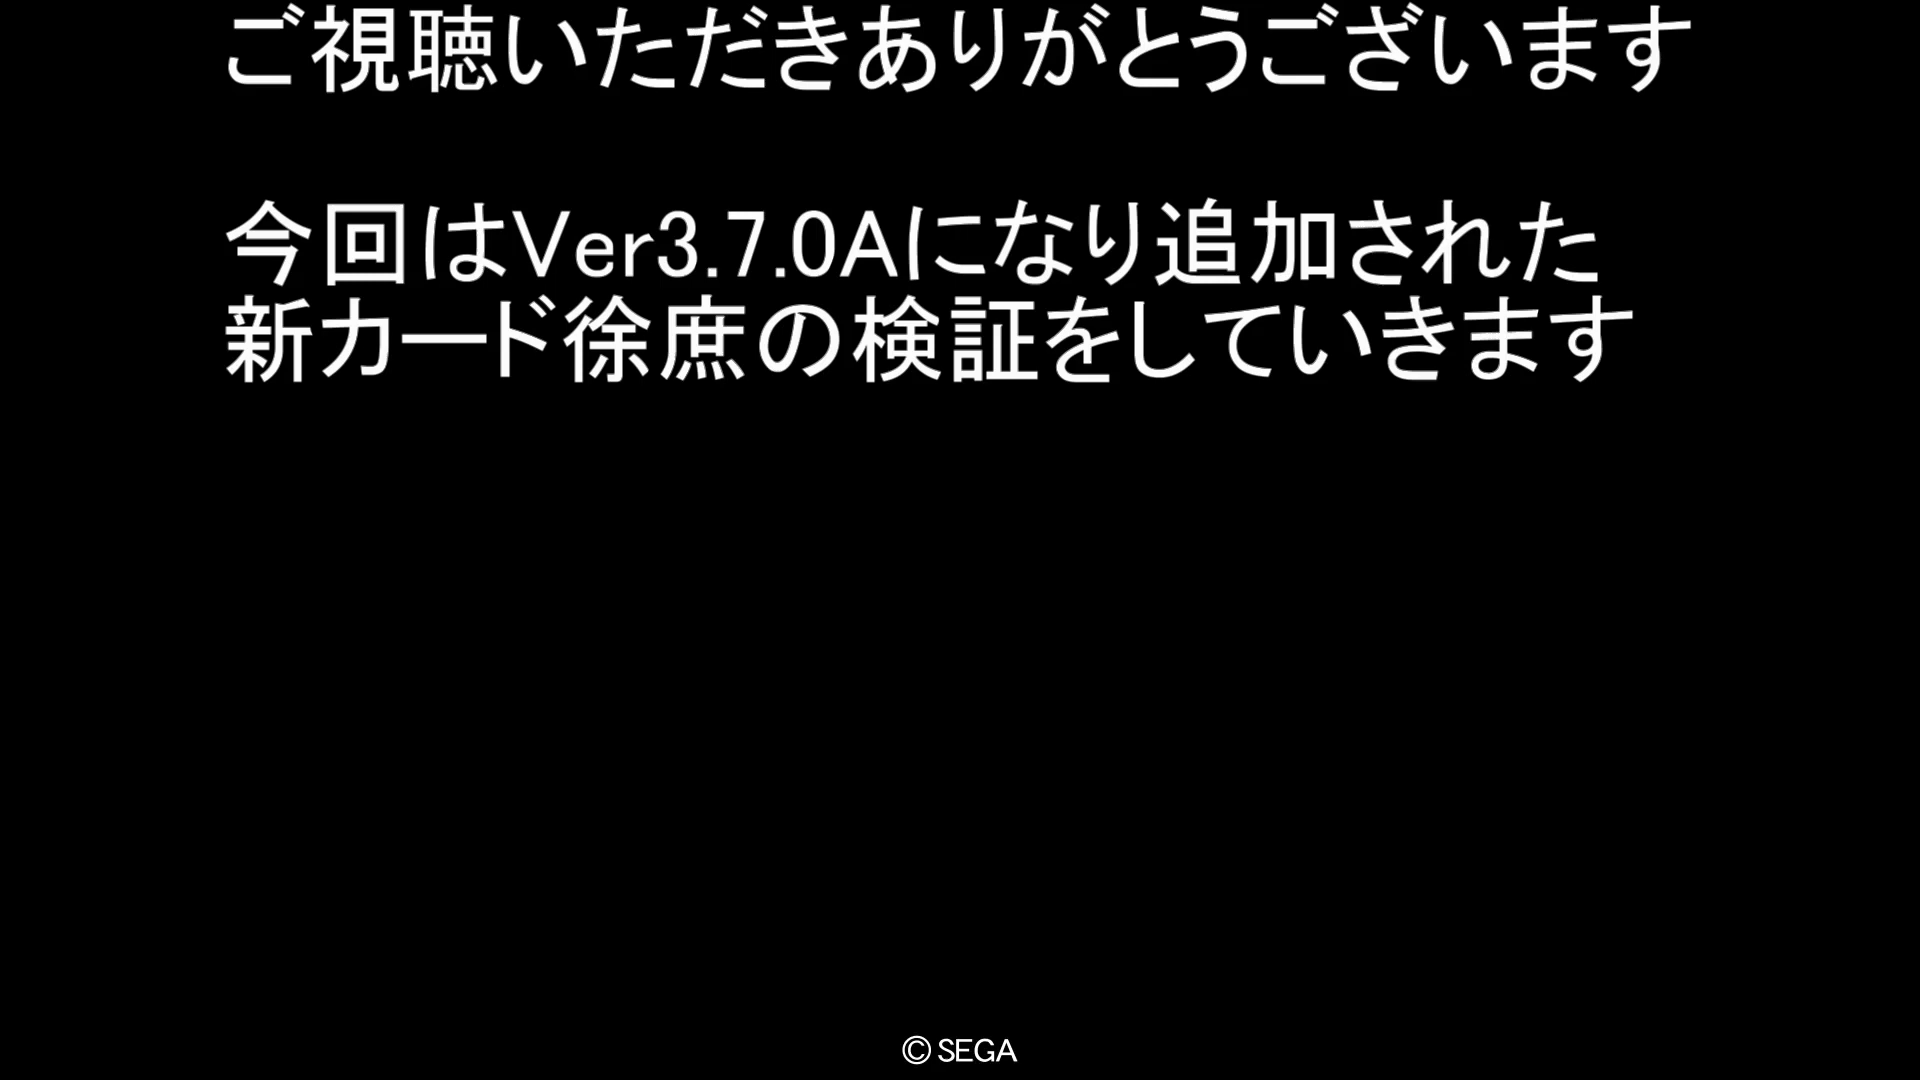 ご視聴いただきありがとうございます
今回はVer3.7.0Aになり追加された
新カード徐庶の検証をしていきます
© SEGA